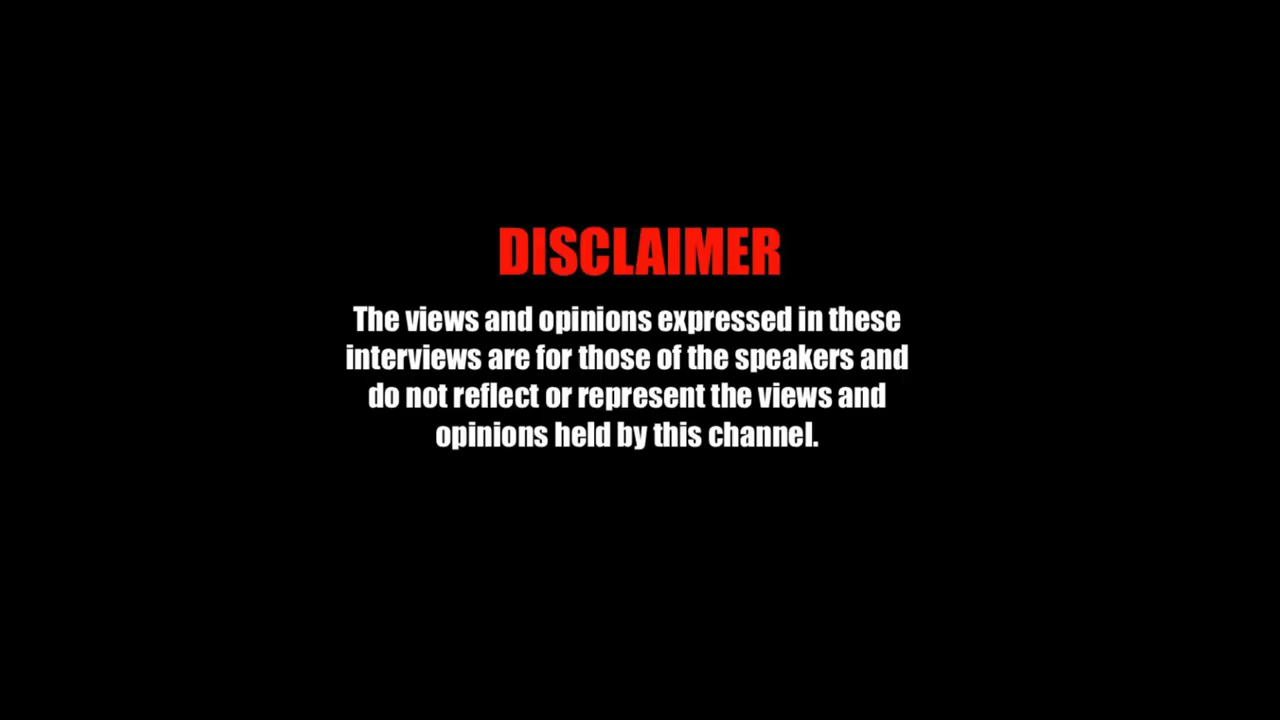 DISCLAIMER
The views and opinions expressed in these
interviews are for those of the speakers and
do not reflect or represent the views and
opinions held by this channel.